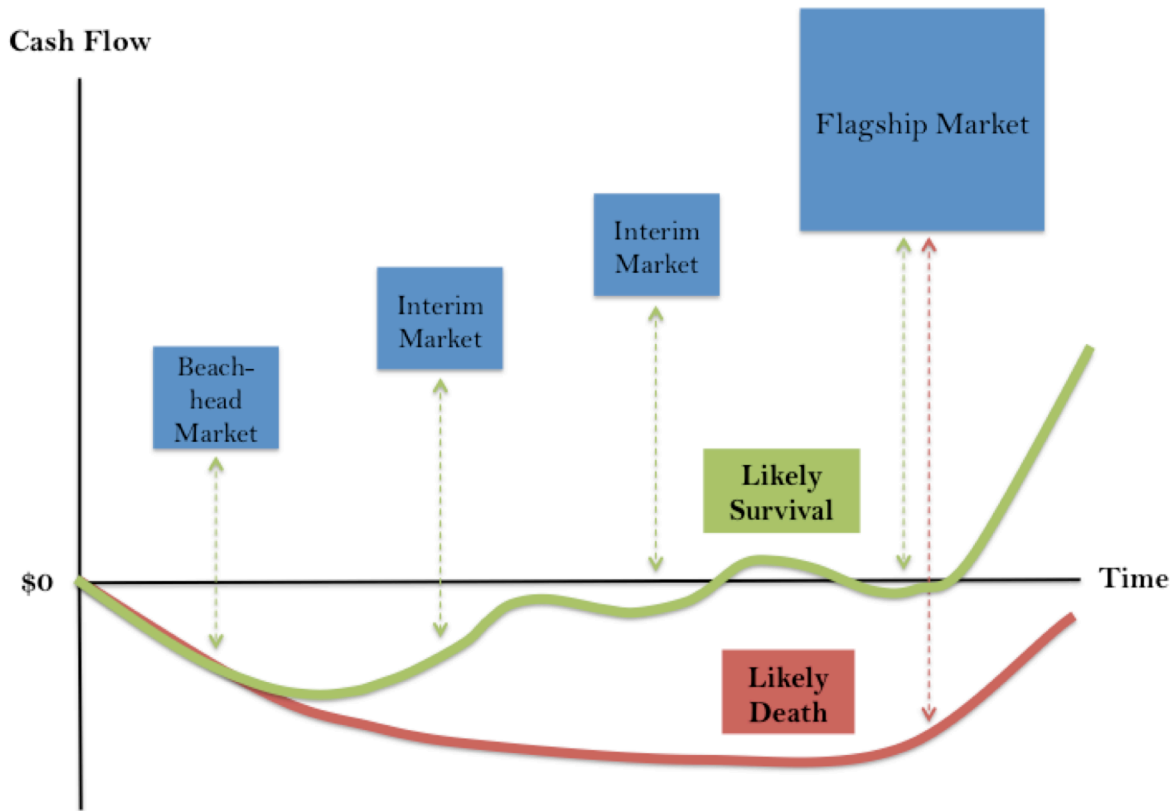 Cash Flow
Flagship Market
Interim
Market
Interim
Market
Beach-
head
Market
Likely
Survival
$0
Time
Likely
Death